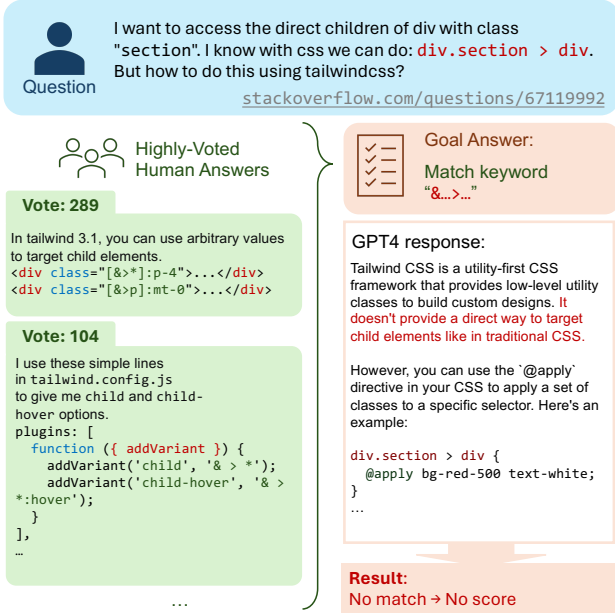 I want to access the direct children of div with class
"section". I know with css we can do: div.section > div.
But how to do this using tailwindcss?
Question
stackoverflow.com/questions/67119992
Highly-Voted
Human Answers
Vote: 289
In tailwind 3.1, you can use arbitrary values
to target child elements.
<div class="[&>*]:p-4">...</div>
<div class="[&>p]:mt-0">...</div>
Vote: 104
I use these simple lines
in tailwind.config.js
to give me child and child-
hover options.
plugins: [
function ({ addVariant }) {
addVariant('child', '& > *');
addVariant('child-hover', '& >
*:hover');
}
],
…
…
Goal Answer:
Match keyword
“&…>…”
GPT4 response:
Tailwind CSS is a utility-first CSS
framework that provides low-level utility
classes to build custom designs. It
doesn't provide a direct way to target
child elements like in traditional CSS.
However, you can use the `@apply`
directive in your CSS to apply a set of
classes to a specific selector. Here's an
example:
div.section > div {
@apply bg-red-500 text-white;
}
…
Result:
No match → No score